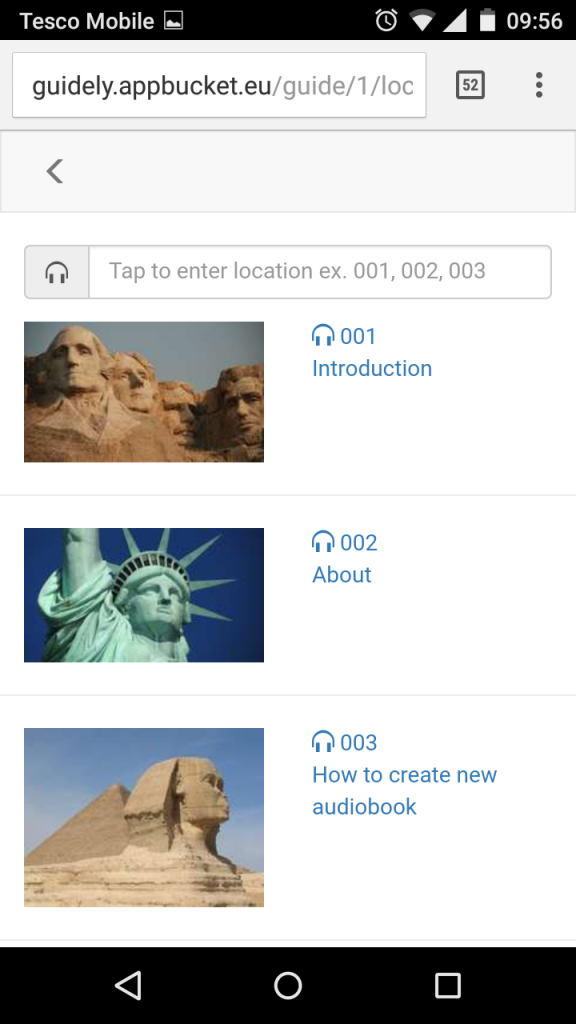 Tesco Mobile 09:56
guidely.appbucket.eu/guide/1/loc
52
Tap to enter location ex. 001, 002, 003
001
Introduction
002
About
003
How to create new
audiobook